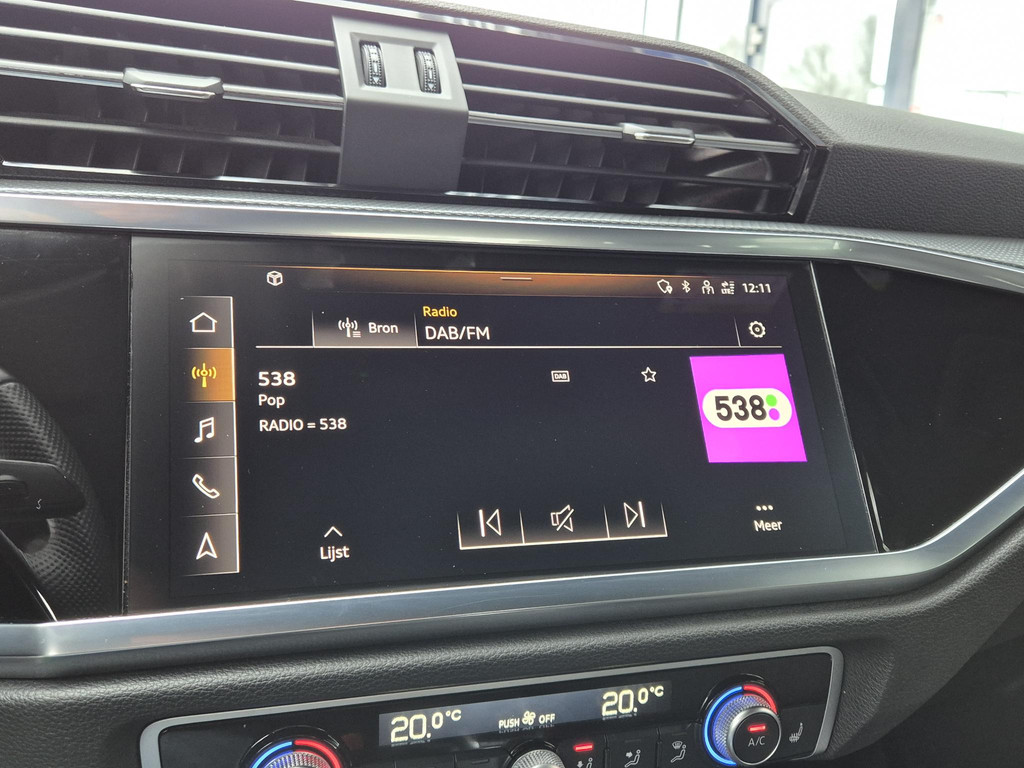 12:11
Bron
Radio
DAB/FM
538
Pop
RADIO = 538
DAB
538
Lijst
Meer
20.0°C
PUSH OFF
20.0°C
A/C